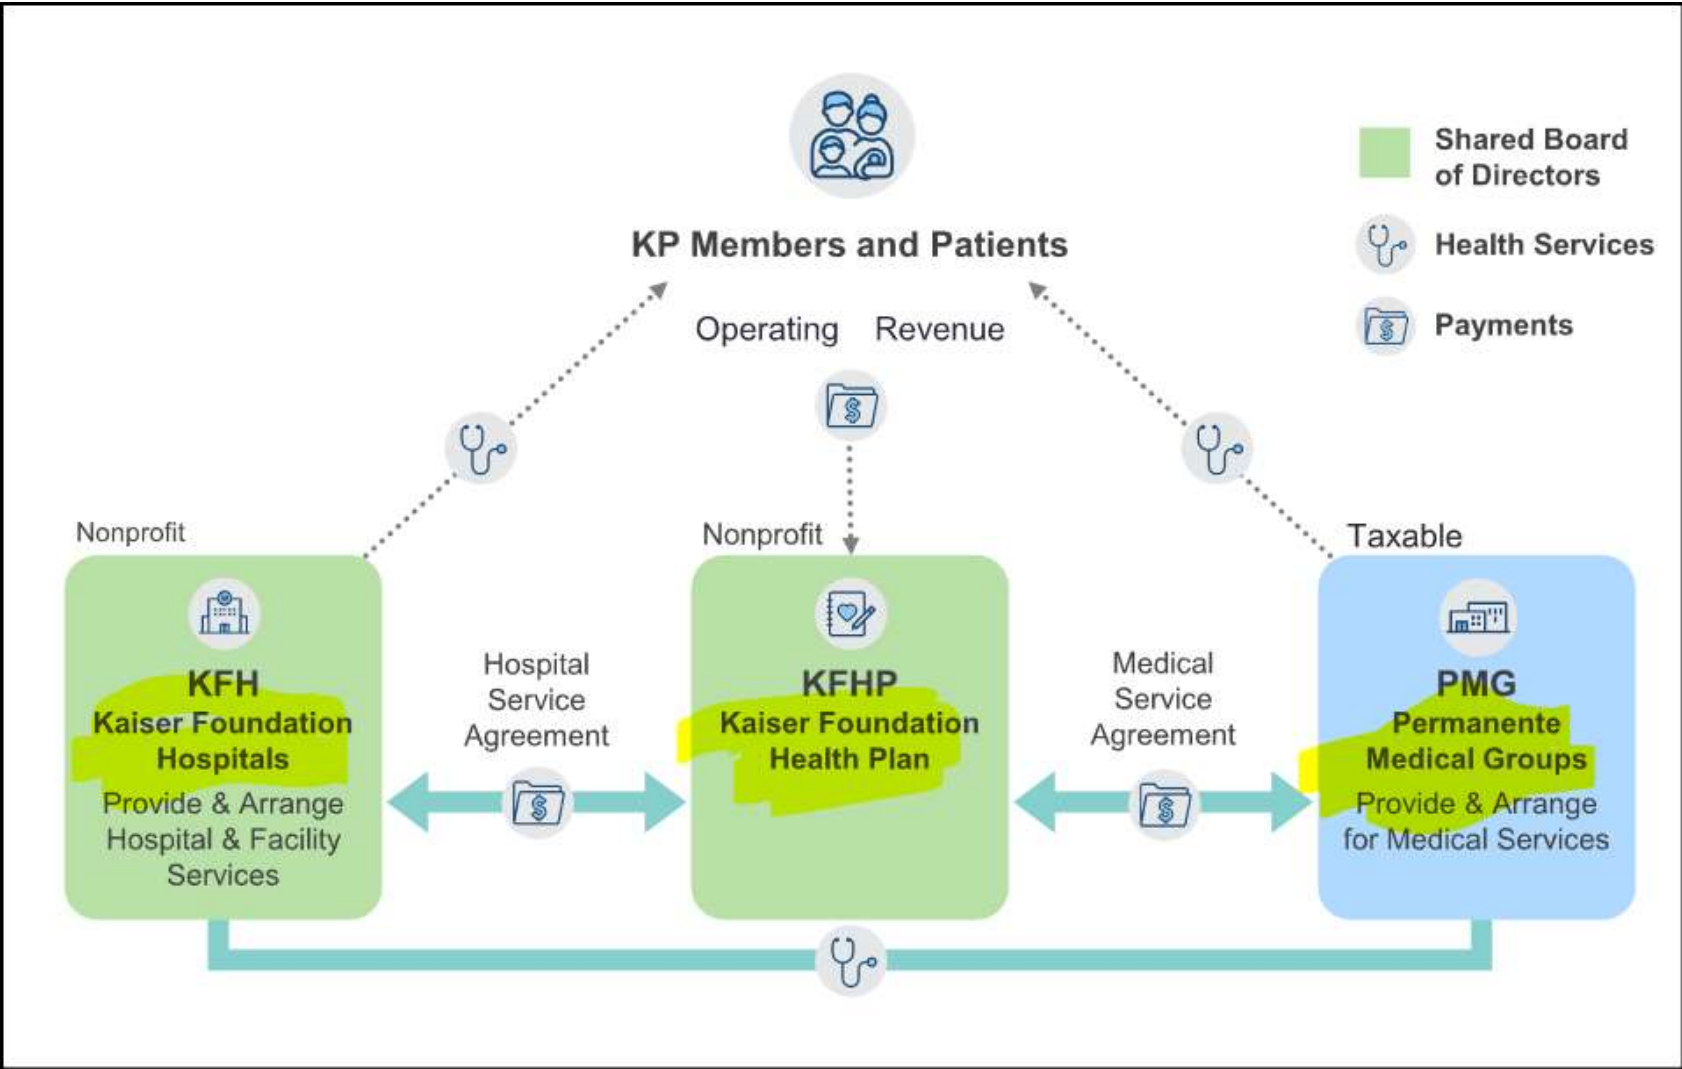 Shared Board
of Directors
Health Services
Payments
KP Members and Patients
Operating Revenue
$
Nonprofit
Nonprofit
Taxable
KFH
Kaiser Foundation
Hospitals
Provide & Arrange
Hospital & Facility
Services
Hospital
Service
Agreement
$
KFHP
Kaiser Foundation
Health Plan
Medical
Service
Agreement
$
PMG
Permanente
Medical Groups
Provide & Arrange
for Medical Services